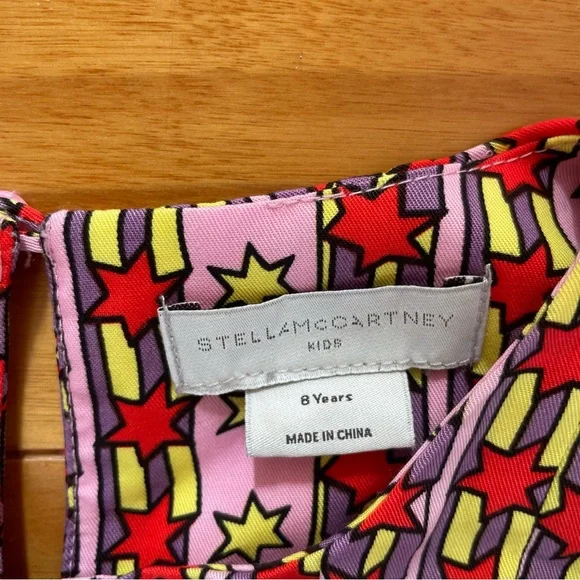 STELLAMcCARTNEY
KIDS
8 Years
MADE IN CHINA